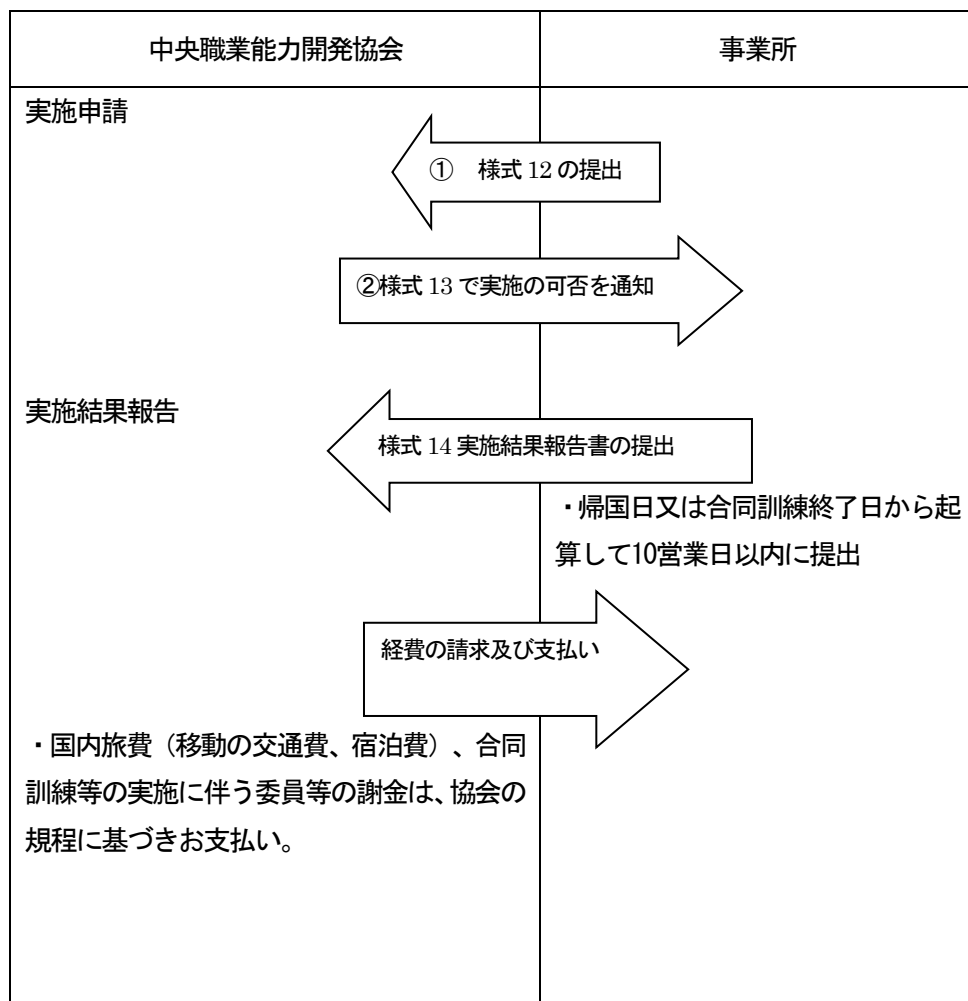 中央職業能力開発協会
事業所
実施申請
① 様式 12 の提出
②様式 13 で実施の可否を通知
実施結果報告
様式 14 実施結果報告書の提出
・帰国日又は合同訓練終了日から起
算して10営業日以内に提出
経費の請求及び支払い
・国内旅費（移動の交通費、宿泊費）、合同
訓練等の実施に伴う委員等の謝金は、協会の
規程に基づきお支払い。